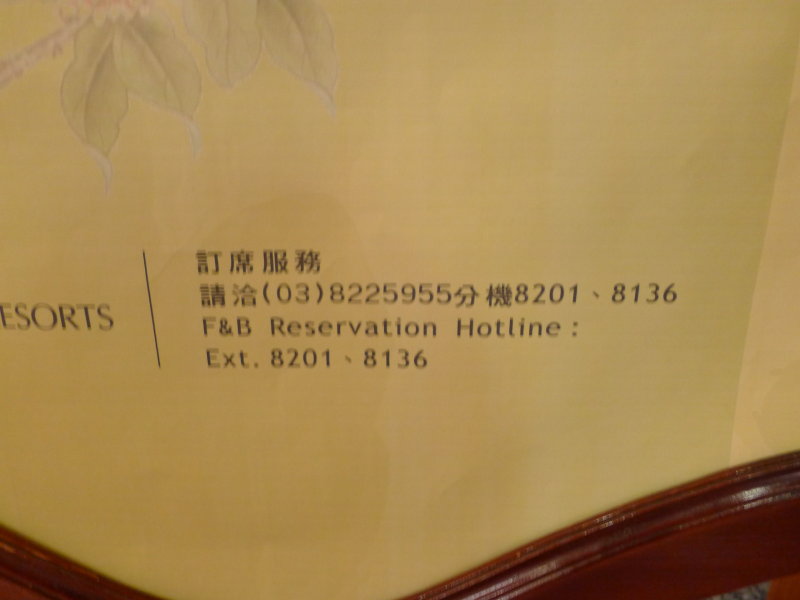 ESORTS
訂席服務
請洽(03)8225955分機8201、8136
F&B Reservation Hotline：
Ext. 8201、8136